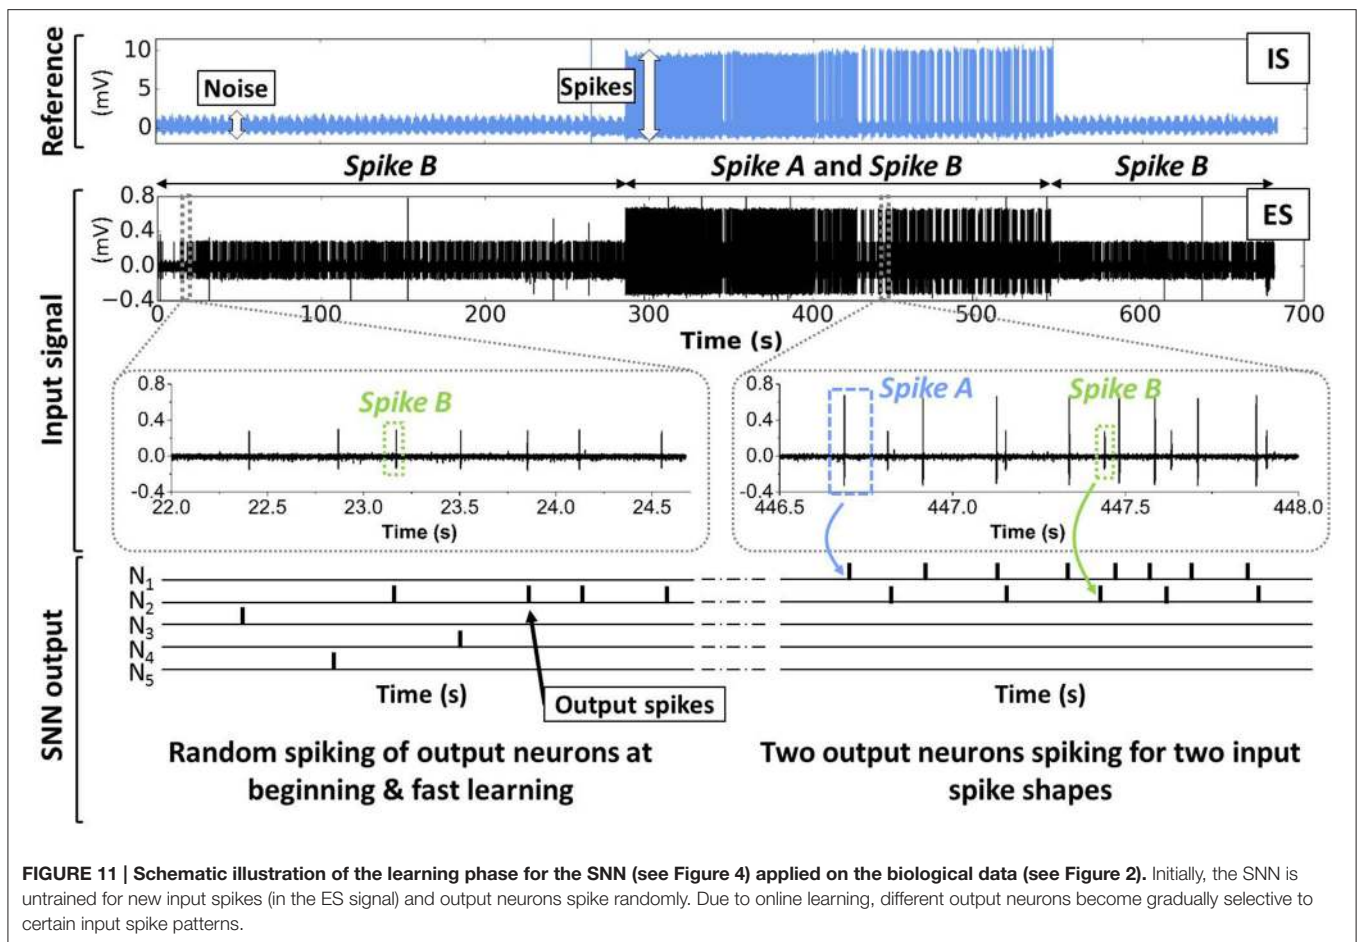 Reference
(mV)
10
5
0
Noise
Spikes
IS
Spike B
Spike A and Spike B
Spike B
Input signal
(mV)
0.8
0.4
0.0
−0.4
ES
0 100 200 300 400 500 600 700
Time (s)
0.8
0.4
0.0
-0.4
Spike B
22.0 22.5 23.0 23.5 24.0 24.5
Time (s)
0.8
0.4
0.0
-0.4
Spike A
Spike B
446.5 447.0 447.5 448.0
Time (s)
SNN output
N1
N2
N3
N4
N5
Time (s)
Output spikes
Time (s)
Random spiking of output neurons at
beginning & fast learning
Two output neurons spiking for two input
spike shapes
FIGURE 11 | Schematic illustration of the learning phase for the SNN (see Figure 4) applied on the biological data (see Figure 2). Initially, the SNN is
untrained for new input spikes (in the ES signal) and output neurons spike randomly. Due to online learning, different output neurons become gradually selective to
certain input spike patterns.